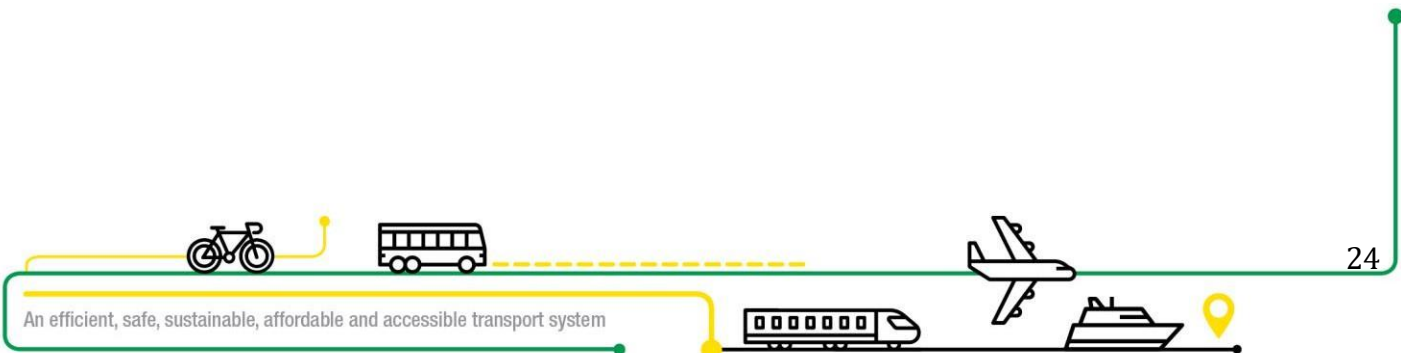 24
An efficient, safe, sustainable, affordable and accessible transport system